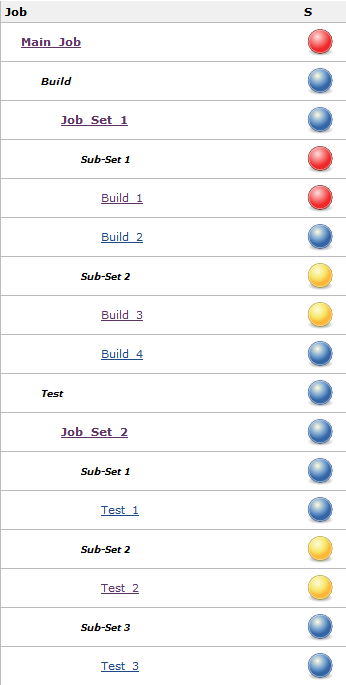 Job S
Main_Job
Build
Job_Set_1
Sub-Set 1
Build_1
Build_2
Sub-Set 2
Build_3
Build_4
Test
Job_Set_2
Sub-Set 1
Test_1
Sub-Set 2
Test_2
Sub-Set 3
Test_3